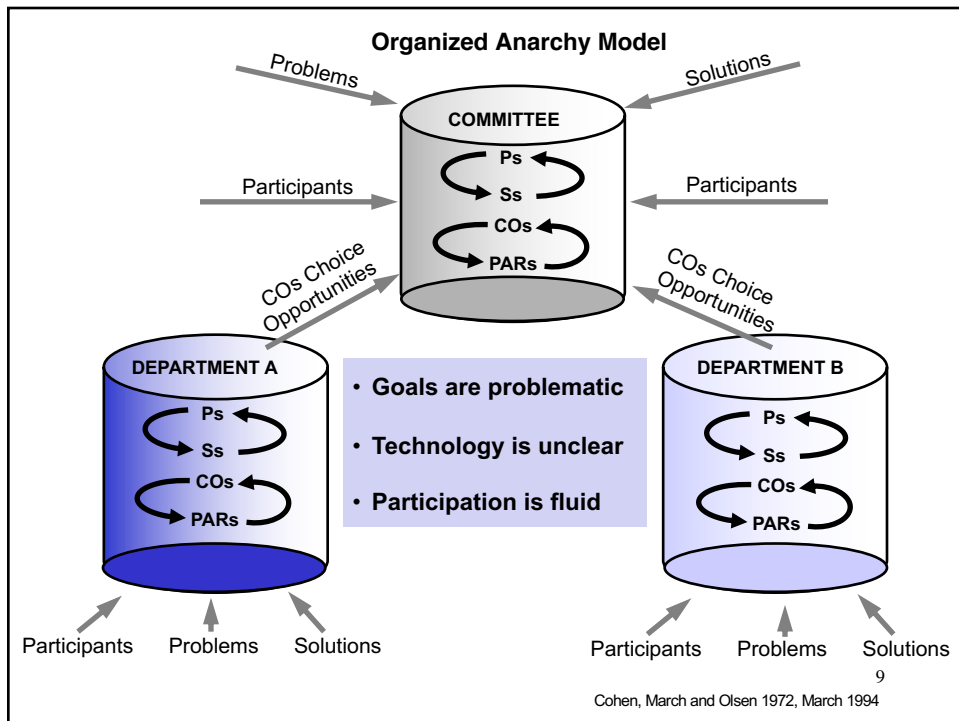 Organized Anarchy Model
Problems
Solutions
COMMITTEE
Ps
Ss
COs
PARs
Participants
Participants
COs Choice
Opportunities
COs Choice
Opportunities
DEPARTMENT A
Ps
Ss
COs
PARs
• Goals are problematic
• Technology is unclear
• Participation is fluid
DEPARTMENT B
Ps
Ss
COs
PARs
Participants
Problems
Solutions
Participants
Problems
Solutions
9
Cohen, March and Olsen 1972, March 1994